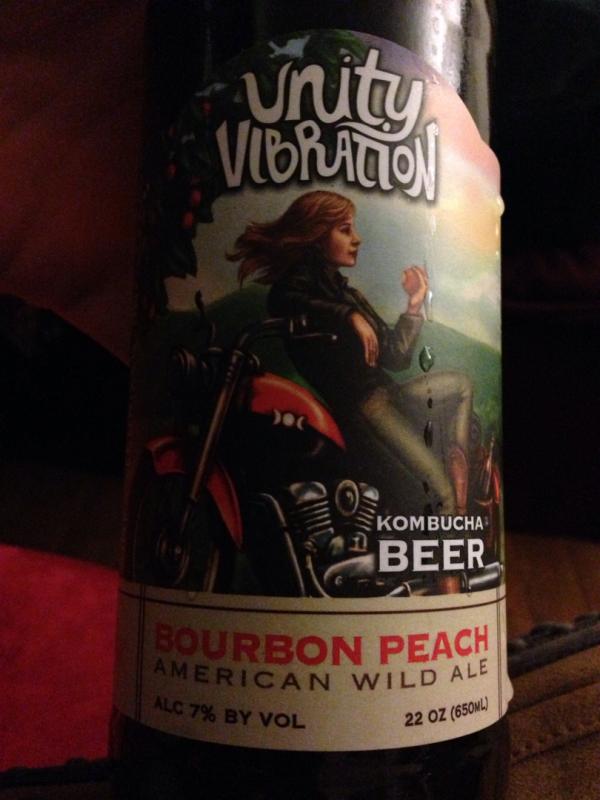 unity
VIBRATION
KOMBUCHA
BEER
BOURBON PEACH
AMERICAN WILD ALE
ALC 7% BY VOL
22 OZ (650ML)